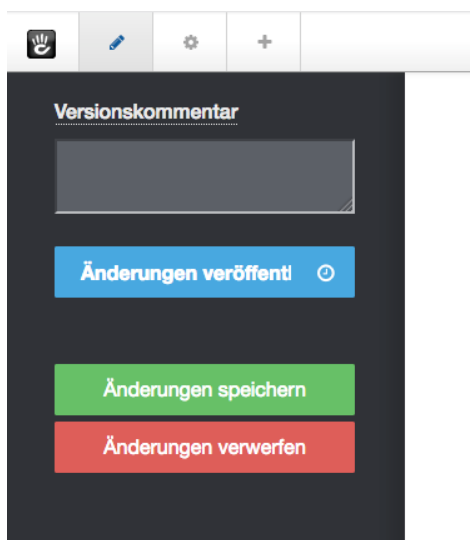 Versionskommentar
Änderungen veröffentl
Änderungen speichern
Änderungen verwerfen